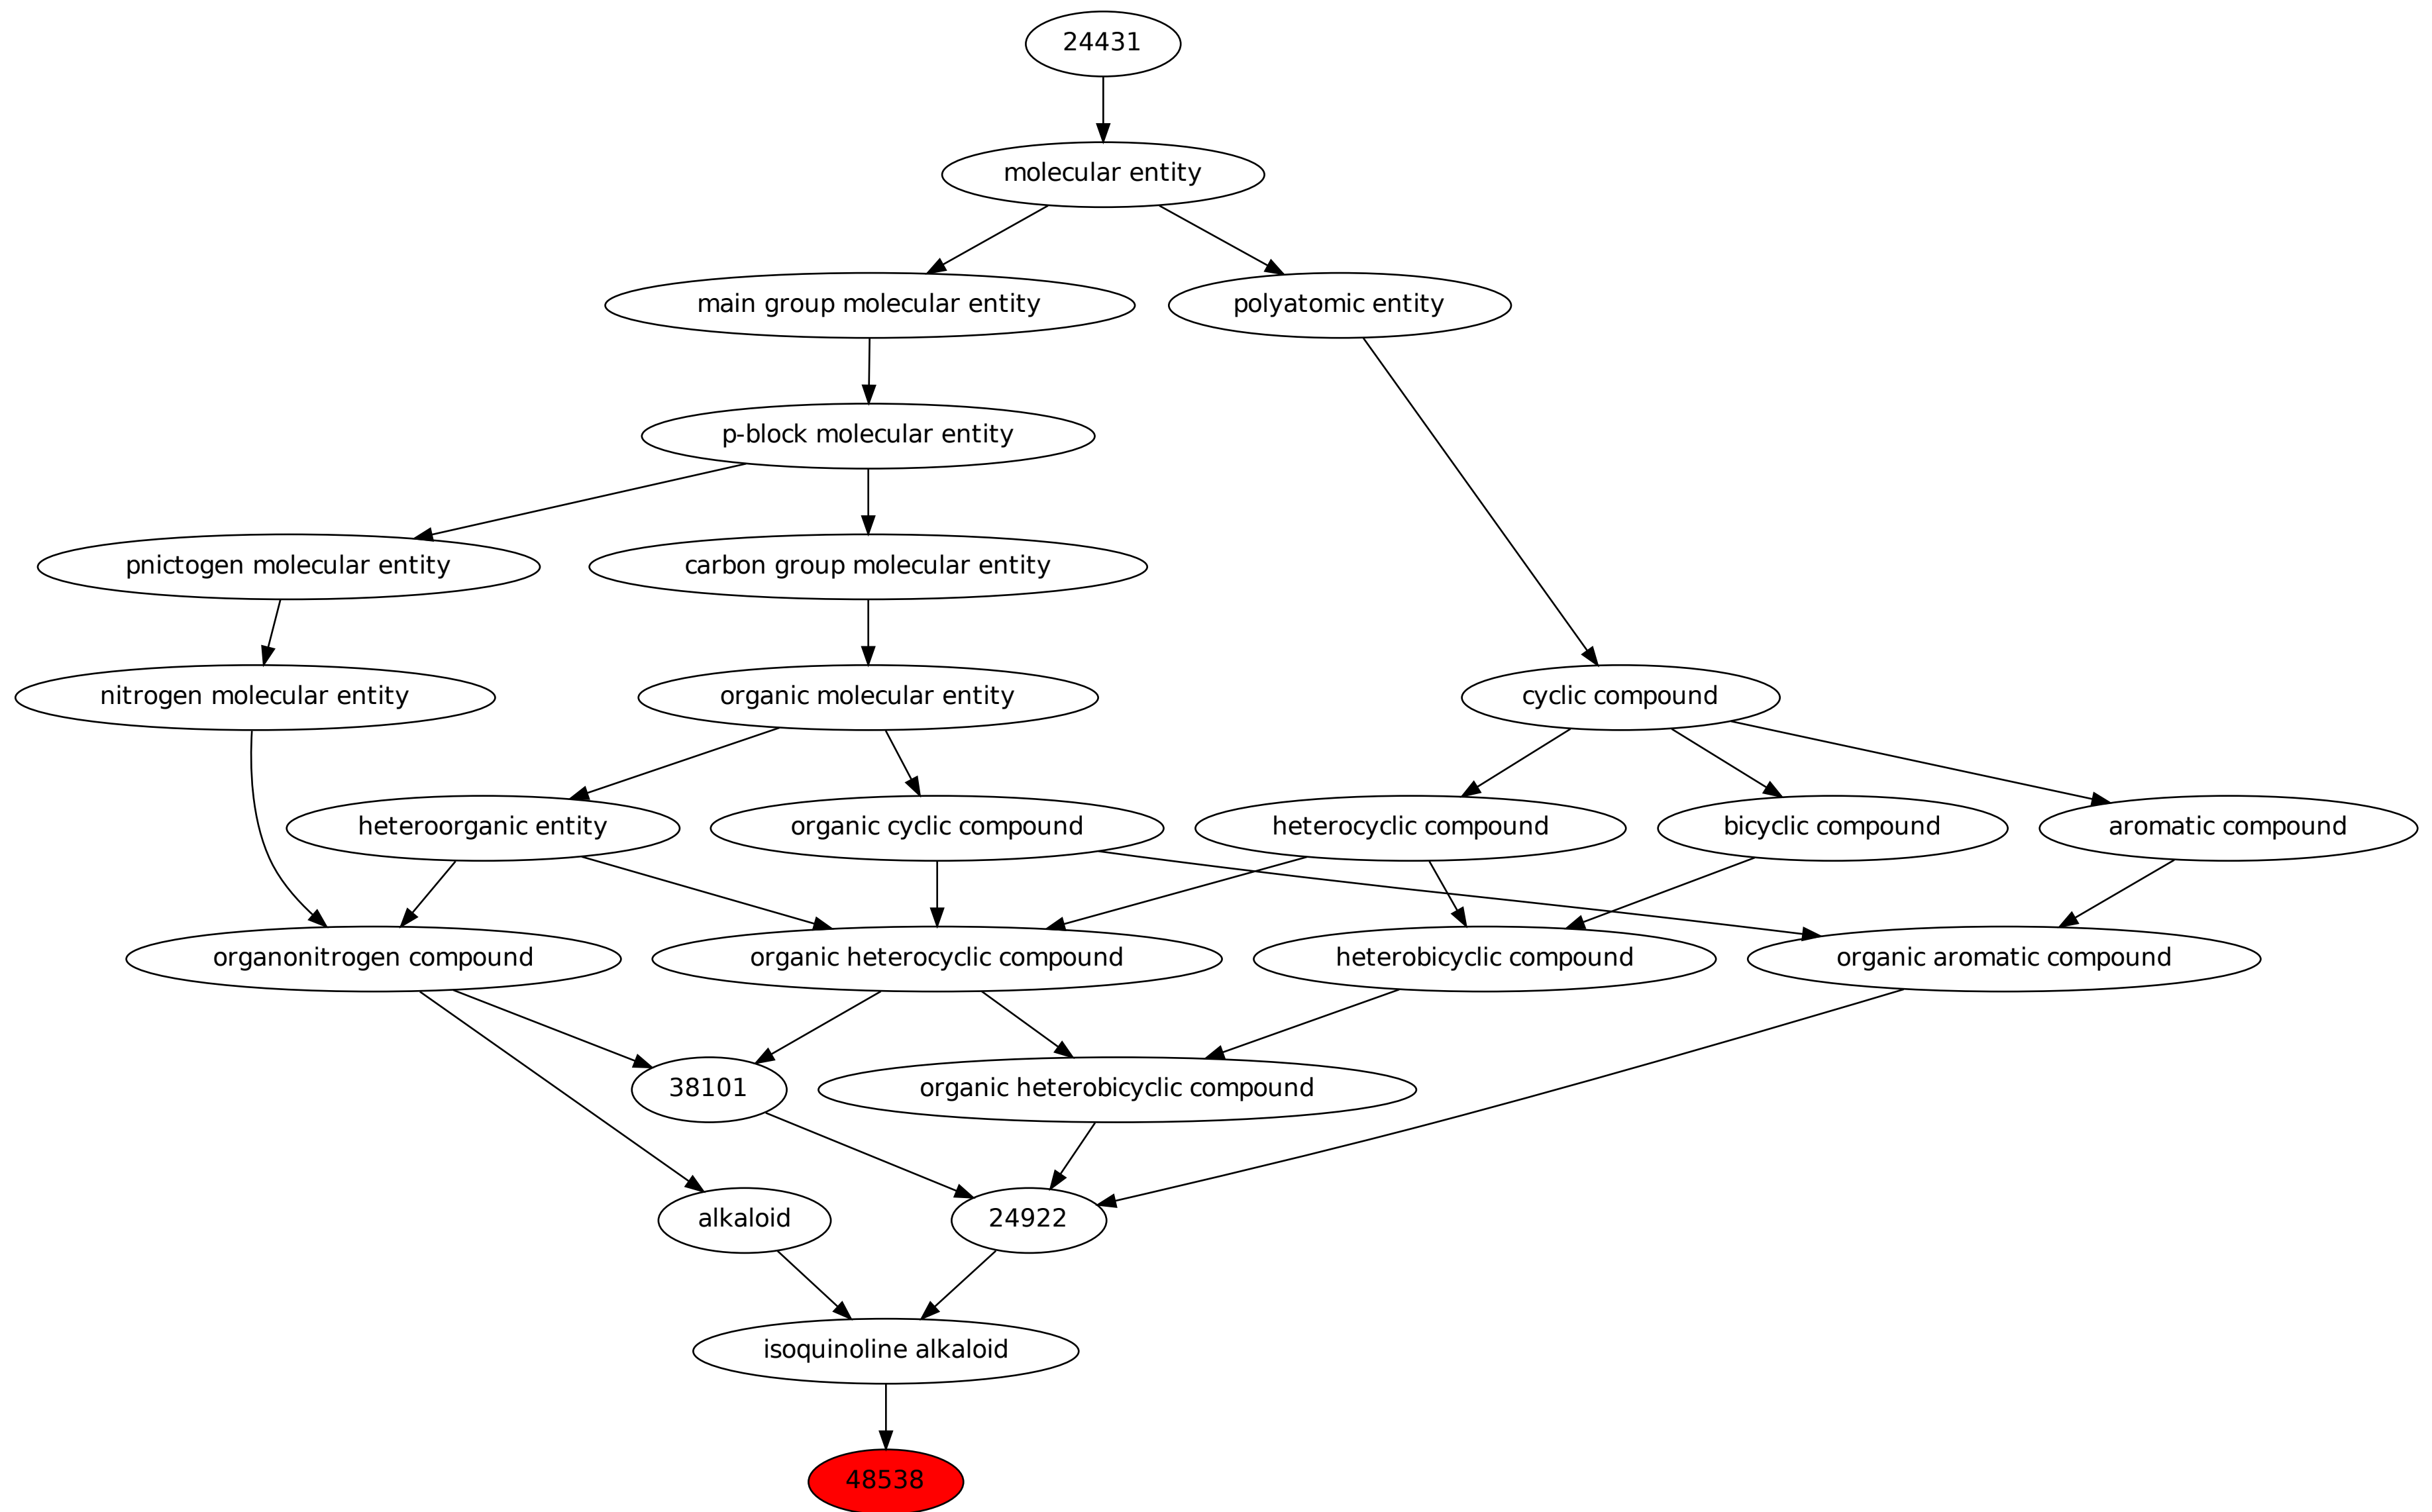 24431
molecular entity
main group molecular entity
polyatomic entity
p-block molecular entity
pnictogen molecular entity
carbon group molecular entity
nitrogen molecular entity
organic molecular entity
cyclic compound
heteroorganic entity
organic cyclic compound
heterocyclic compound
bicyclic compound
aromatic compound
organonitrogen compound
organic heterocyclic compound
heterobicyclic compound
organic aromatic compound
38101
organic heterobicyclic compound
alkaloid
24922
isoquinoline alkaloid
48538